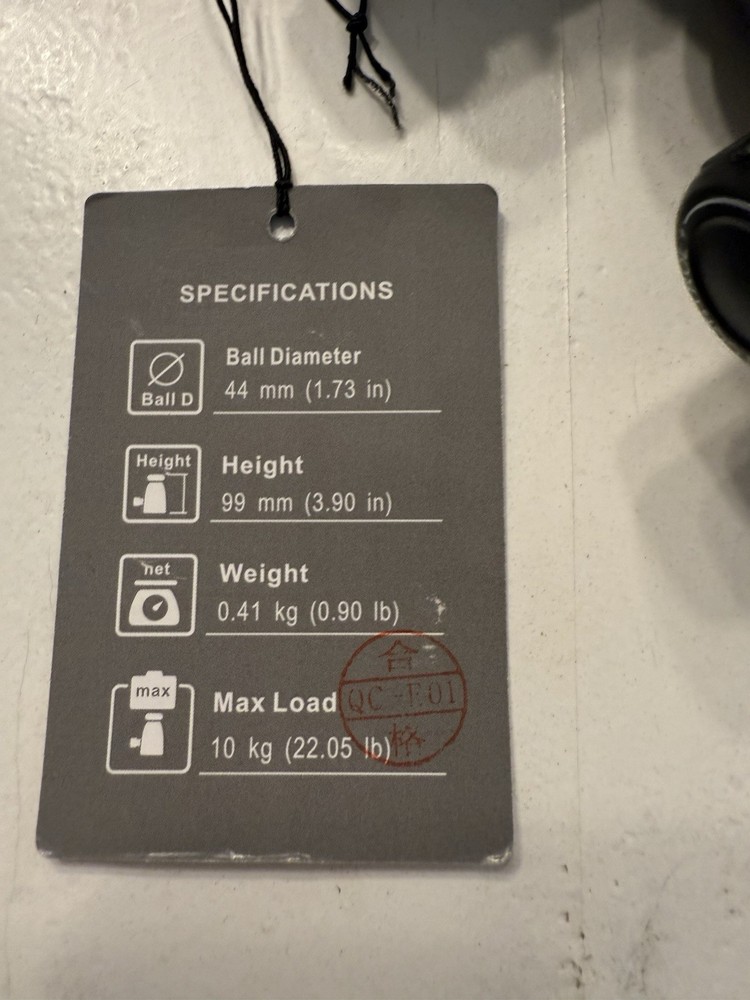 SPECIFICATIONS
Ball D
Ball Diameter
44 mm (1.73 in)
Height
Height
99 mm (3.90 in)
net
Weight
0.41 kg (0.90 lb)
max
Max Load
10 kg (22.05 lb)
合
QC-E01
格